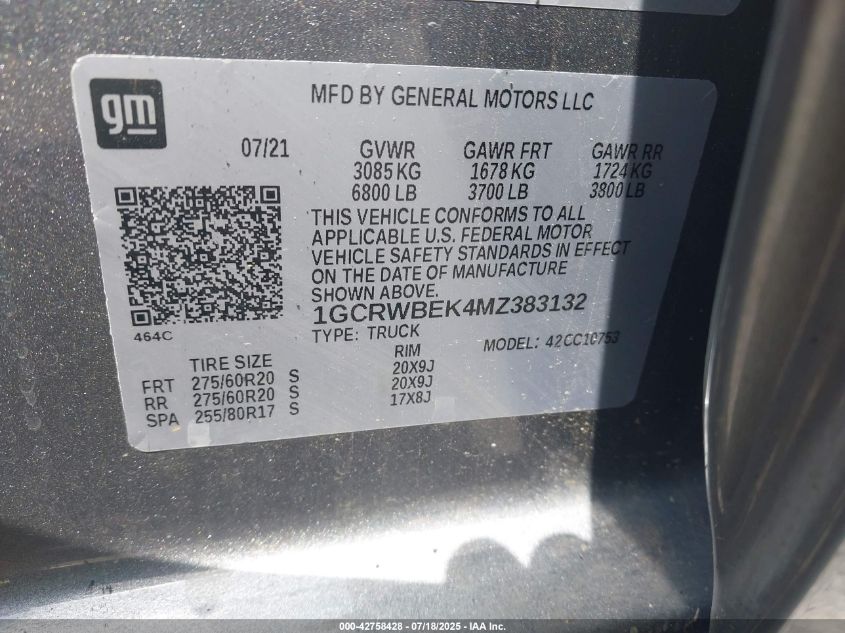 gm
MFD BY GENERAL MOTORS LLC
07/21 GVWR GAWR FRT GAWR RR
3085 KG 1678 KG 1724 KG
6800 LB 3700 LB 3800 LB
THIS VEHICLE CONFORMS TO ALL
APPLICABLE U.S. FEDERAL MOTOR
VEHICLE SAFETY STANDARDS IN EFFECT
ON THE DATE OF MANUFACTURE
SHOWN ABOVE.
1GCRWBEK4MZ383132
464C
TYPE: TRUCK MODEL: 42CC10753
TIRE SIZE RIM
FRT 275/60R20 S 20X9J
RR 275/60R20 S 20X9J
SPA 255/80R17 S 17X8J
000-42758428 - 07/18/2025 - IAA Inc.